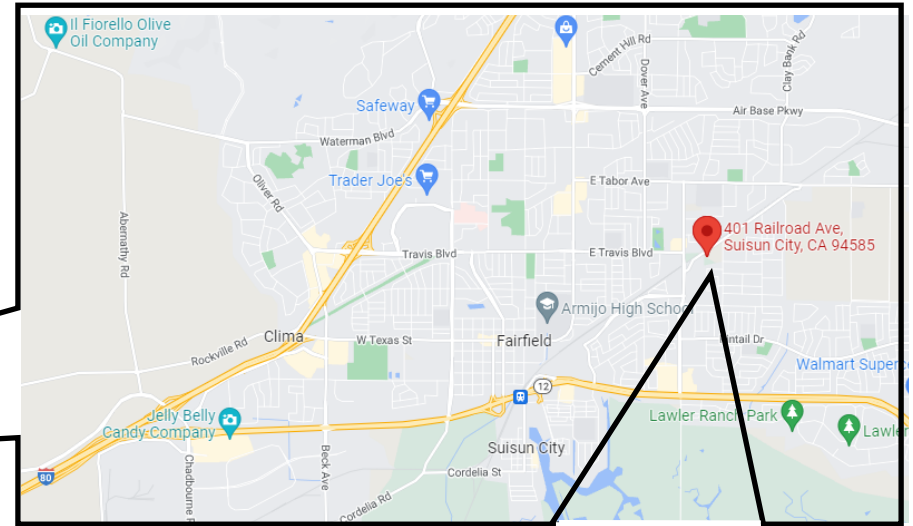 Il Fiorello Olive
Oil Company
Cement Hill Rd
Dover Ave
Clay Bank Rd
Safeway
Air Base Pkwy
Waterman Blvd
Trader Joe's
E Tabor Ave
Oliver Rd
Abernathy Rd
401 Railroad Ave,
Suisun City, CA 94585
Travis Blvd
E Travis Blvd
Armijo High School
Clima
W Texas St
Fairfield
Rockville Rd
Walmart Super
12
Jelly Belly
Candy Company
Lawler Ranch Park
Lawler
Suisun City
80
Chadbourne R
Beck Ave
Cordelia St
Cordelia Rd